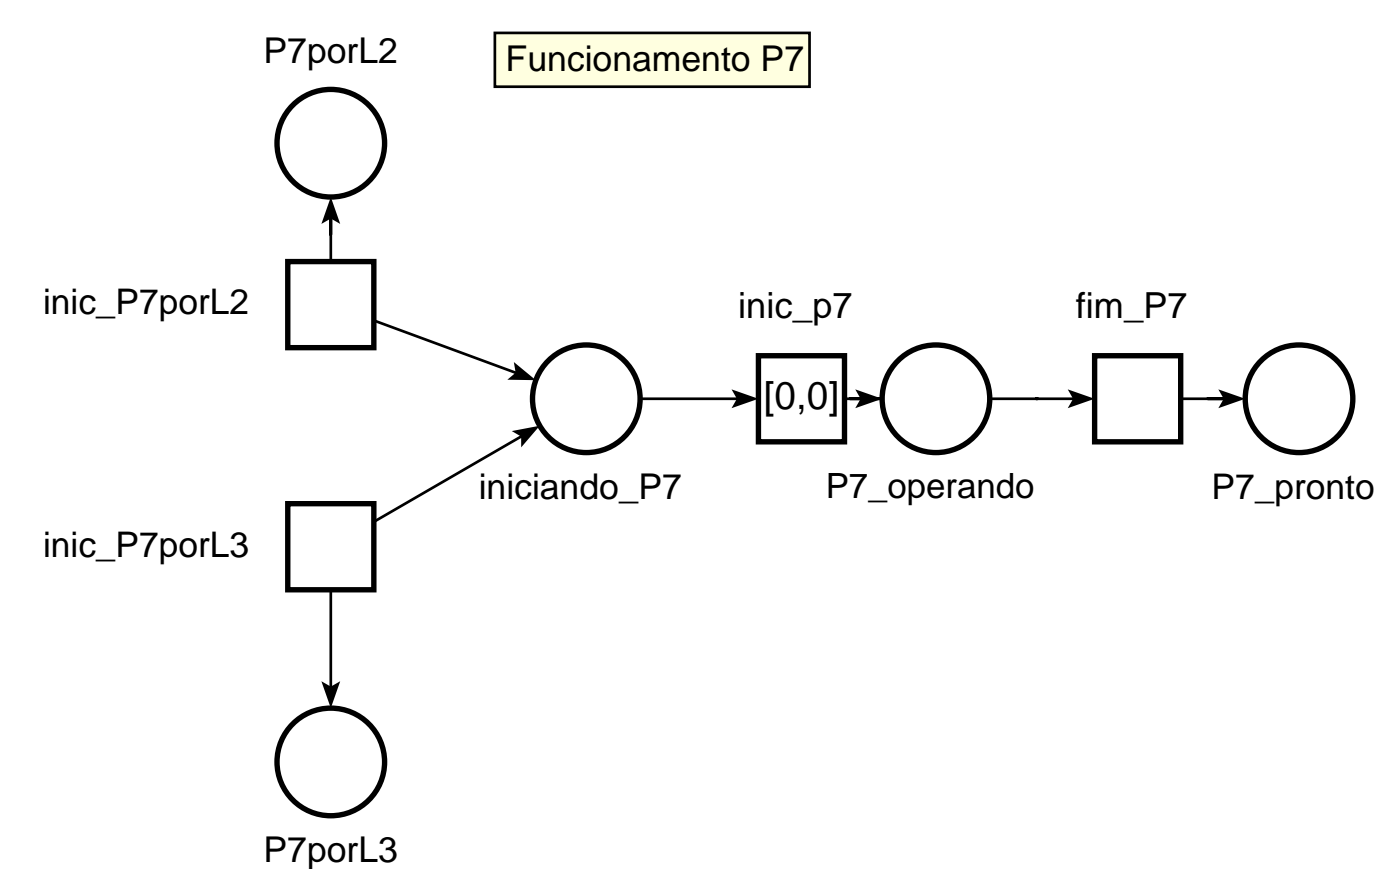 P7porL2
Funcionamento P7
inic_P7porL2
inic_p7
fim_P7
[0,0]
iniciando_P7
P7_operando
P7_pronto
inic_P7porL3
P7porL3